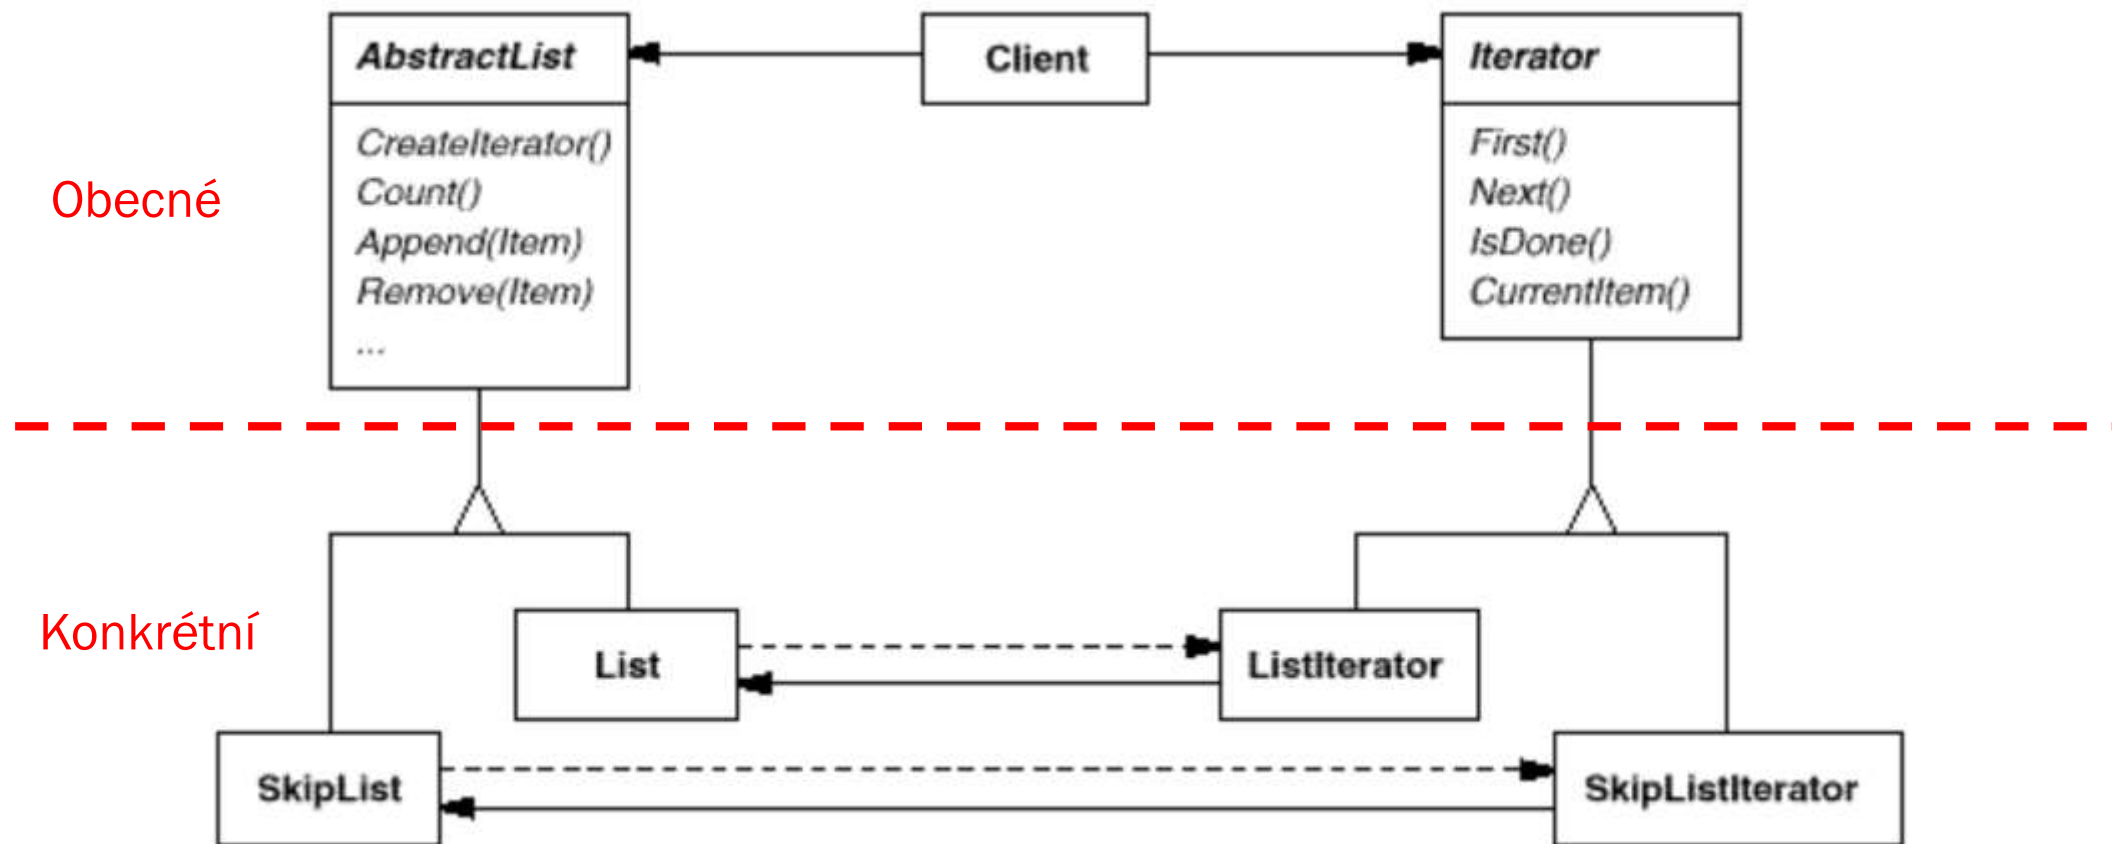 AbstractList
CreateIterator()
Count()
Append(Item)
Remove(Item)
...
Client
Iterator
First()
Next()
IsDone()
CurrentItem()
Obecné
Konkrétní
List
ListIterator
SkipList
SkipListIterator